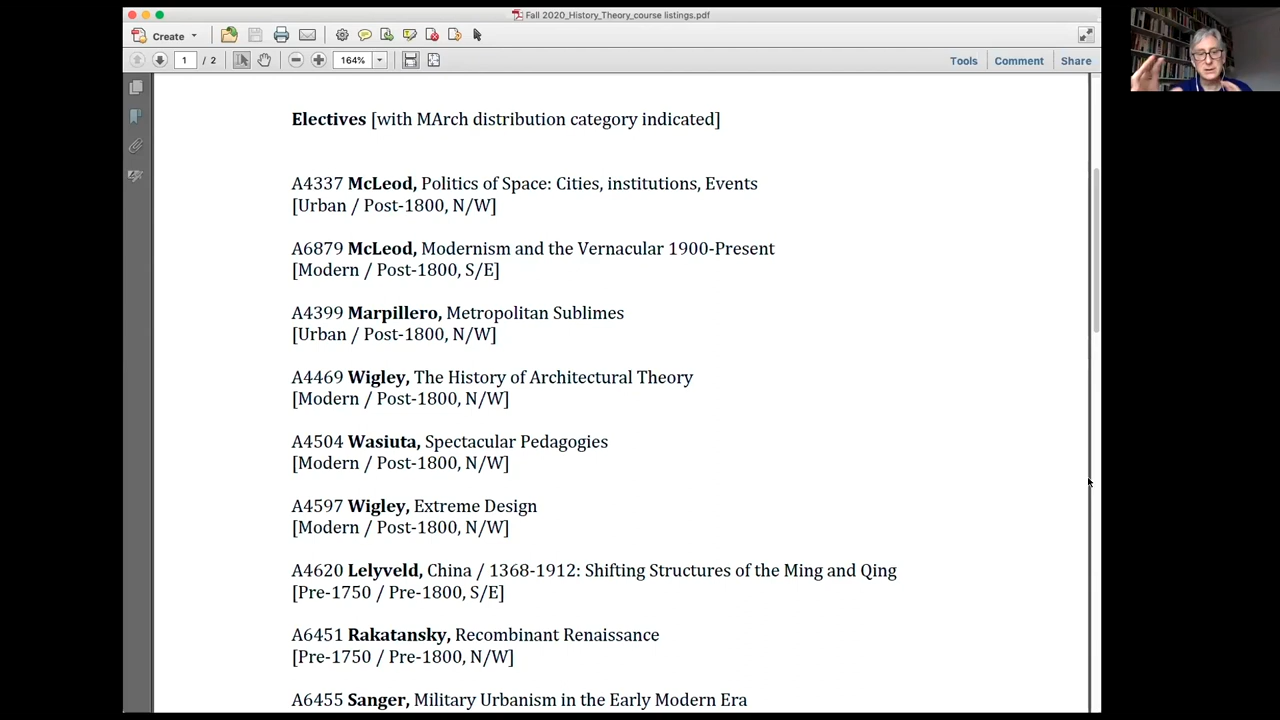 Fall 2020_History_Theory_course listings.pdf
Create
1 / 2
164%
Tools
Comment
Share
Electives [with MArch distribution category indicated]
A4337 McLeod, Politics of Space: Cities, institutions, Events
[Urban / Post-1800, N/W]
A6879 McLeod, Modernism and the Vernacular 1900-Present
[Modern / Post-1800, S/E]
A4399 Marpillero, Metropolitan Sublimes
[Urban / Post-1800, N/W]
A4469 Wigley, The History of Architectural Theory
[Modern / Post-1800, N/W]
A4504 Wasiuta, Spectacular Pedagogies
[Modern / Post-1800, N/W]
A4597 Wigley, Extreme Design
[Modern / Post-1800, N/W]
A4620 Lelyveld, China / 1368-1912: Shifting Structures of the Ming and Qing
[Pre-1750 / Pre-1800, S/E]
A6451 Rakatansky, Recombinant Renaissance
[Pre-1750 / Pre-1800, N/W]
A6455 Sanger, Military Urbanism in the Early Modern Era